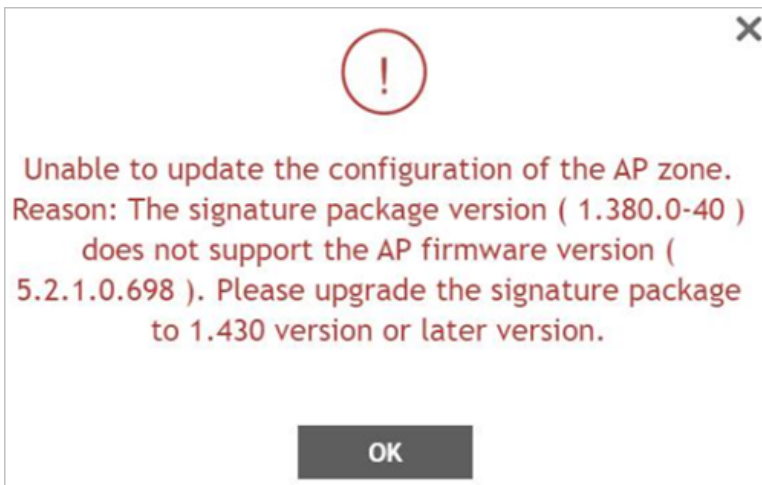 !
Unable to update the configuration of the AP zone.
Reason: The signature package version ( 1.380.0-40 )
does not support the AP firmware version (
5.2.1.0.698 ). Please upgrade the signature package
to 1.430 version or later version.
OK